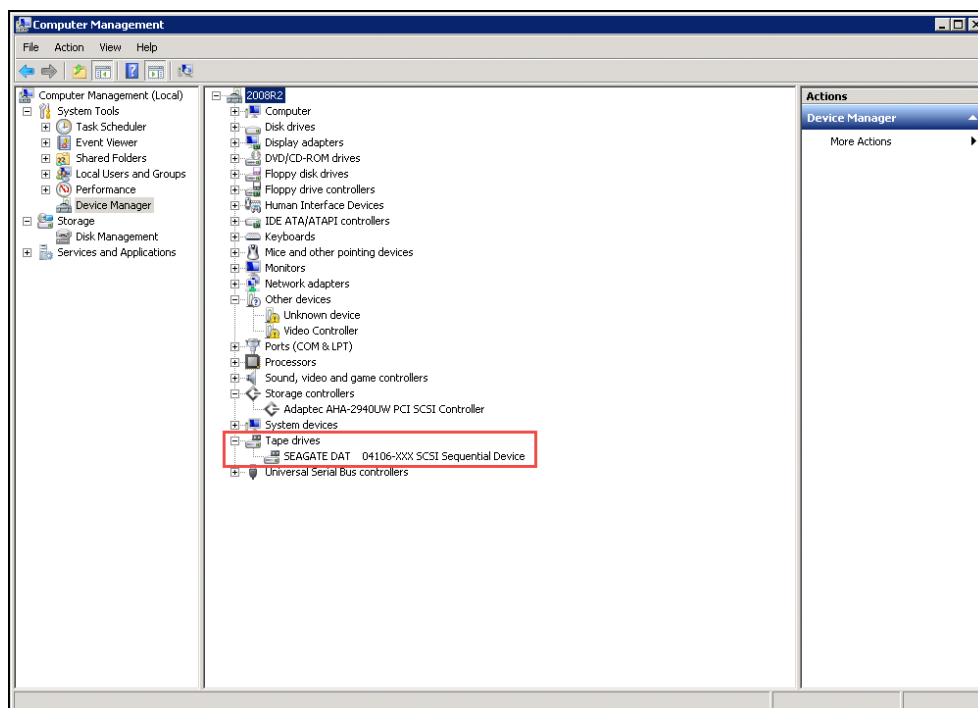 Computer Management
File Action View Help
Computer Management (Local)
System Tools
Task Scheduler
Event Viewer
Shared Folders
Local Users and Groups
Performance
Device Manager
Storage
Disk Management
Services and Applications
2008R2
Computer
Disk drives
Display adapters
DVD/CD-ROM drives
Floppy disk drives
Floppy drive controllers
Human Interface Devices
IDE ATA/ATAPI controllers
Keyboards
Mice and other pointing devices
Monitors
Network adapters
Other devices
Unknown device
Video Controller
Ports (COM & LPT)
Processors
Sound, video and game controllers
Storage controllers
Adaptec AHA-2940UW PCI SCSI Controller
System devices
Tape drives
SEAGATE DAT 04106-XXX SCSI Sequential Device
Universal Serial Bus controllers
Actions
Device Manager
More Actions